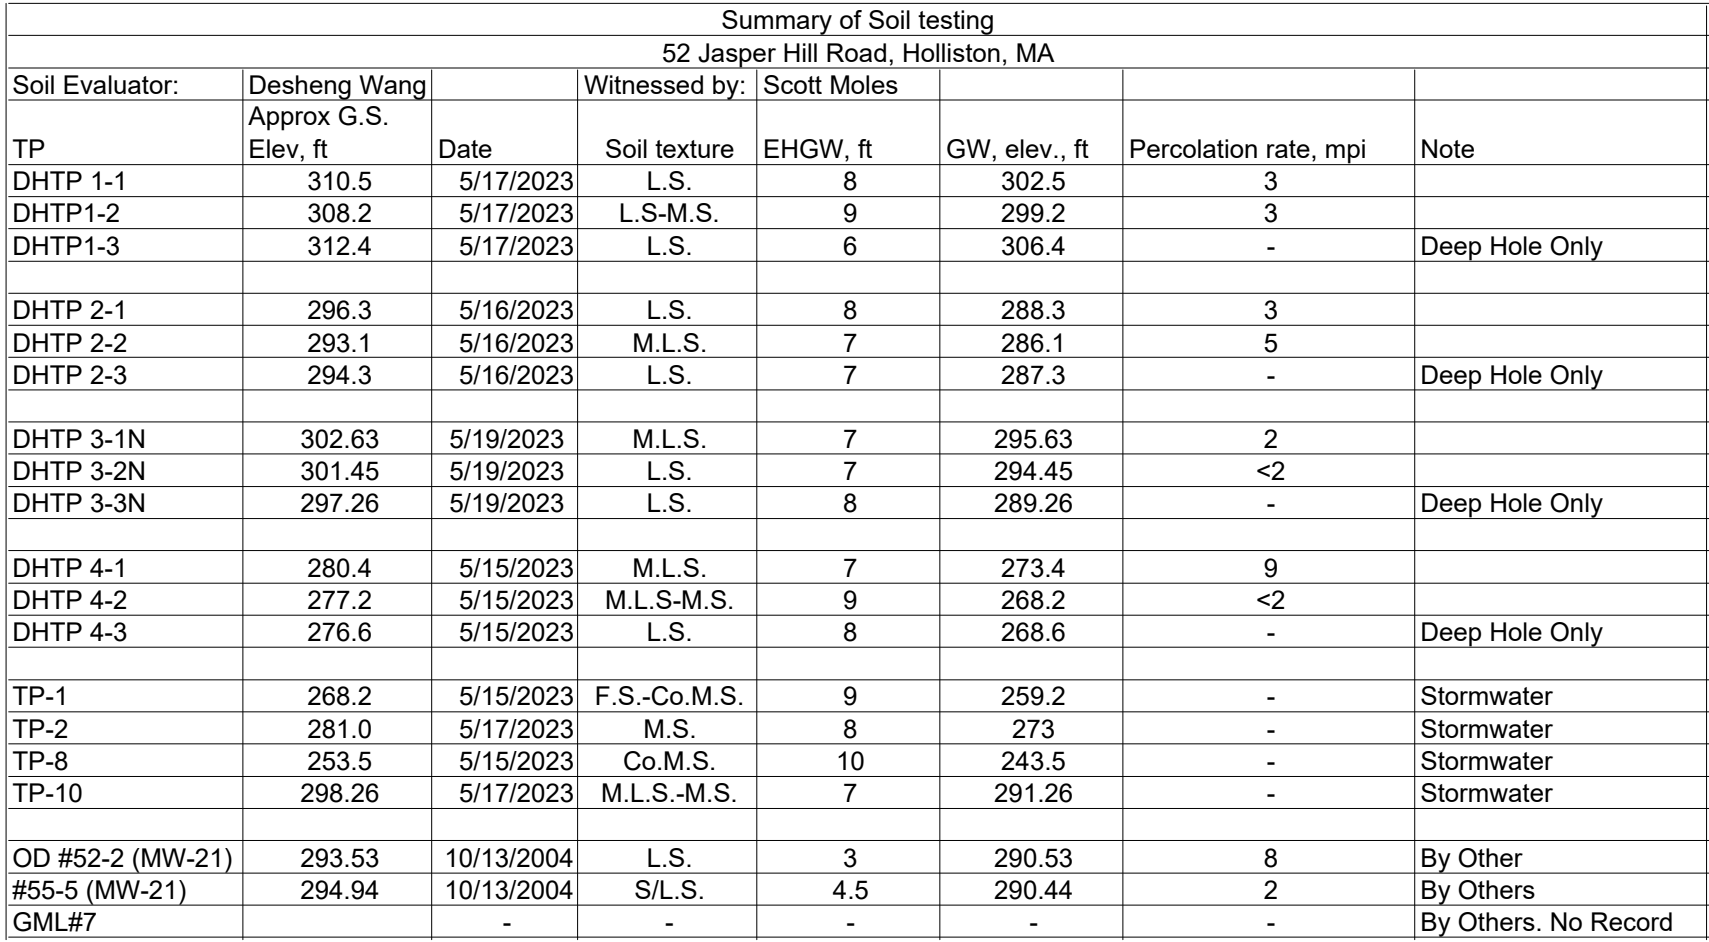 Summary of Soil testing
52 Jasper Hill Road, Holliston, MA
Soil Evaluator: Desheng Wang Witnessed by: Scott Moles
Approx G.S.
TP Elev, ft Date Soil texture EHGW, ft GW, elev., ft Percolation rate, mpi Note
DHTP 1-1 310.5 5/17/2023 L.S. 8 302.5 3
DHTP1-2 308.2 5/17/2023 L.S-M.S. 9 299.2 3
DHTP1-3 312.4 5/17/2023 L.S. 6 306.4 - Deep Hole Only
DHTP 2-1 296.3 5/16/2023 L.S. 8 288.3 3
DHTP 2-2 293.1 5/16/2023 M.L.S. 7 286.1 5
DHTP 2-3 294.3 5/16/2023 L.S. 7 287.3 - Deep Hole Only
DHTP 3-1N 302.63 5/19/2023 M.L.S. 7 295.63 2
DHTP 3-2N 301.45 5/19/2023 L.S. 7 294.45 <2
DHTP 3-3N 297.26 5/19/2023 L.S. 8 289.26 - Deep Hole Only
DHTP 4-1 280.4 5/15/2023 M.L.S. 7 273.4 9
DHTP 4-2 277.2 5/15/2023 M.L.S-M.S. 9 268.2 <2
DHTP 4-3 276.6 5/15/2023 L.S. 8 268.6 - Deep Hole Only
TP-1 268.2 5/15/2023 F.S.-Co.M.S. 9 259.2 - Stormwater
TP-2 281.0 5/17/2023 M.S. 8 273 - Stormwater
TP-8 253.5 5/15/2023 Co.M.S. 10 243.5 - Stormwater
TP-10 298.26 5/17/2023 M.L.S.-M.S. 7 291.26 - Stormwater
OD #52-2 (MW-21) 293.53 10/13/2004 L.S. 3 290.53 8 By Other
#55-5 (MW-21) 294.94 10/13/2004 S/L.S. 4.5 290.44 2 By Others
GML#7 - - - - - By Others. No Record